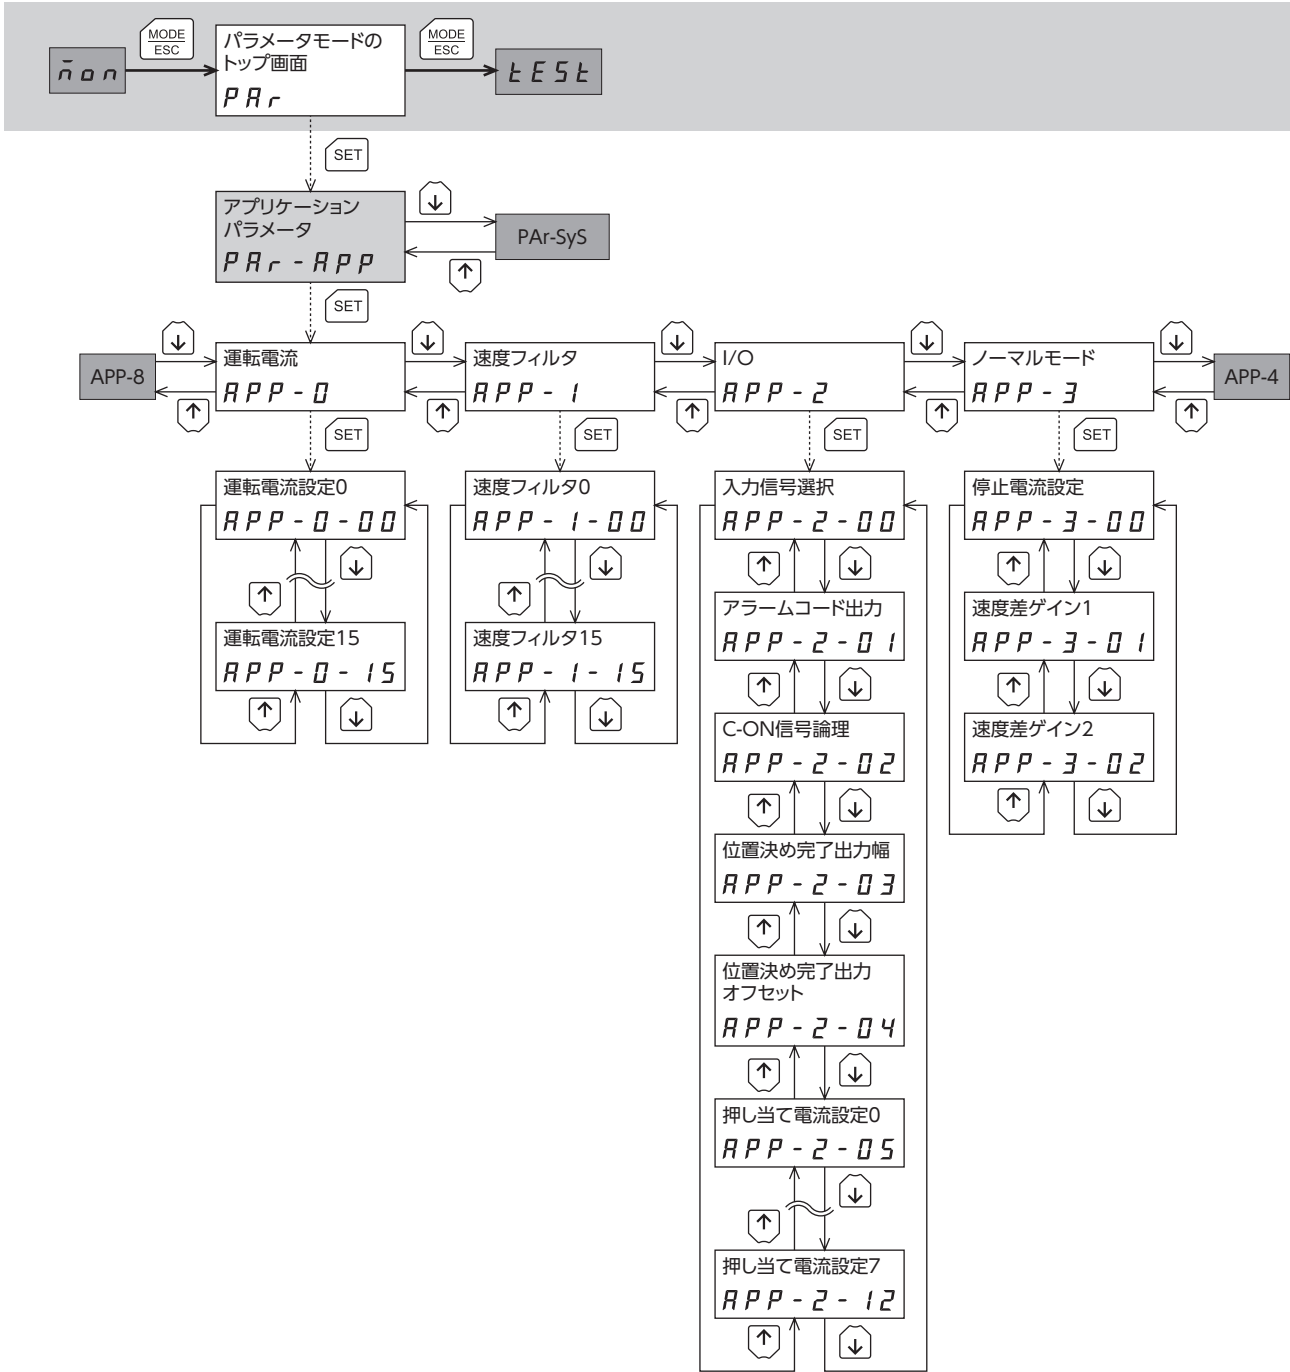 MODE
ESC
MODE
ESC
パラメータモードの
トップ画面
PAr
mon
tESt
SET
アプリケーション
パラメータ
PAr-APP
↓
PAr-SyS
↑
SET
↓
↓
↓
↓
↓
APP-8
運転電流
APP-0
速度フィルタ
APP-1
I/O
APP-2
ノーマルモード
APP-3
APP-4
↑
↑
↑
↑
↑
SET
SET
SET
SET
運転電流設定0
APP-0-00
↓
↑
運転電流設定15
APP-0-15
↑
↓
速度フィルタ0
APP-1-00
↓
↑
速度フィルタ15
APP-1-15
↑
↓
入力信号選択
APP-2-00
↑
↓
アラームコード出力
APP-2-01
↑
↓
C-ON信号論理
APP-2-02
↑
↓
位置決め完了出力幅
APP-2-03
↑
↓
位置決め完了出力
オフセット
APP-2-04
↑
↓
押し当て電流設定0
APP-2-05
↓
↑
押し当て電流設定7
APP-2-12
↑
↓
停止電流設定
APP-3-00
↑
↓
速度差ゲイン1
APP-3-01
↑
↓
速度差ゲイン2
APP-3-02
↑
↓